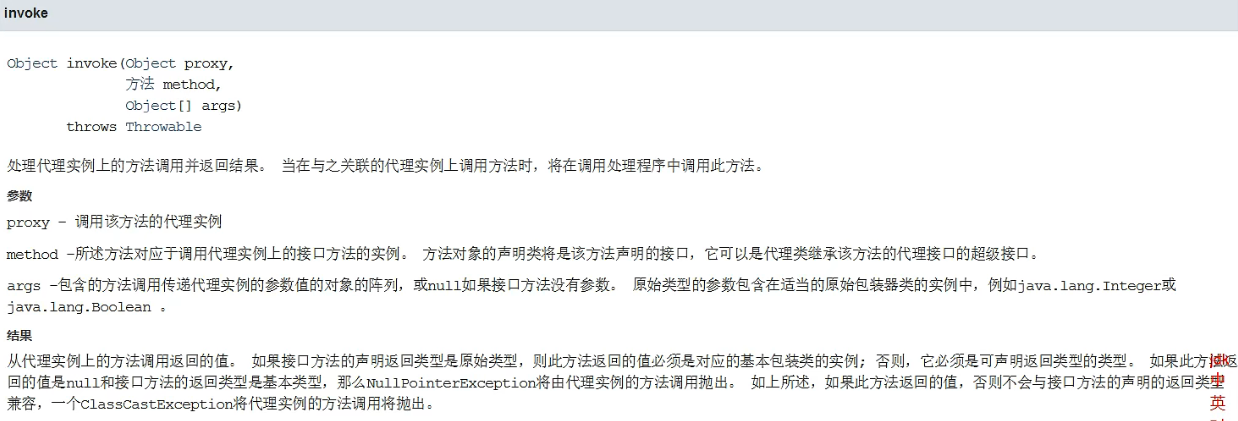 invoke
Object invoke(Object proxy,
方法 method,
Object[] args)
throws Throwable
处理代理实例上的方法调用并返回结果。 当在与之关联的代理实例上调用方法时，将在调用处理程序中调用此方法。
参数
proxy - 调用该方法的代理实例
method -所述方法对应于调用代理实例上的接口方法的实例。 方法对象的声明类将是该方法声明的接口，它可以是代理类继承该方法的代理接口的超级接口。
args -包含的方法调用传递代理实例的参数值的对象的阵列，或null如果接口方法没有参数。 原始类型的参数包含在适当的原始包装器类的实例中，例如java.lang.Integer或
java.lang.Boolean 。
结果
从代理实例上的方法调用返回的值。 如果接口方法的声明返回类型是原始类型，则此方法返回的值必须是对应的基本包装类的实例; 否则，它必须是可声明返回类型的类型。 如果此方法返
回的值是null和接口方法的返回类型是基本类型，那么NullPointerException将由代理实例的方法调用抛出。 如上所述，如果此方法返回的值，否则不会与接口方法的声明的返回类型
兼容，一个ClassCastException将代理实例的方法调用将抛出。
英